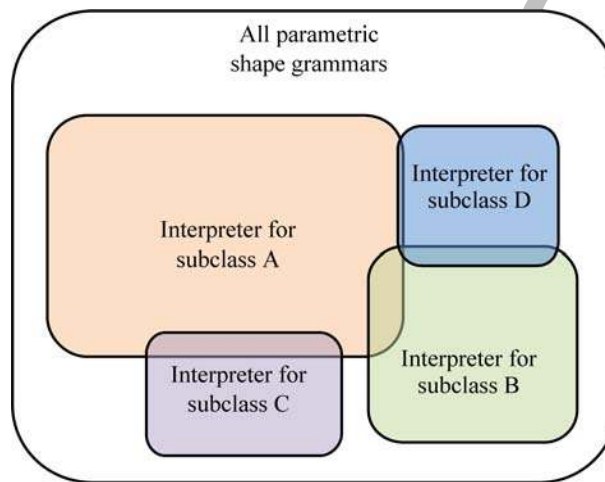 All parametric
shape grammars
Interpreter for
subclass D
Interpreter for
subclass A
Interpreter for
subclass B
Interpreter for
subclass C